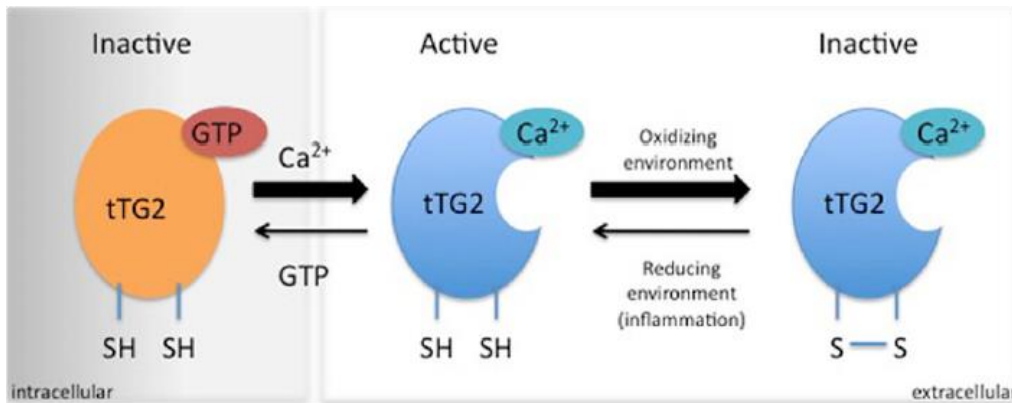 Inactive
Active
Inactive
GTP
Ca²⁺
Ca²⁺
Ca²⁺
Oxidizing
environment
tTG2
tTG2
tTG2
GTP
Reducing
environment
(inflammation)
SH SH
SH SH
S S
intracellular
extracellular